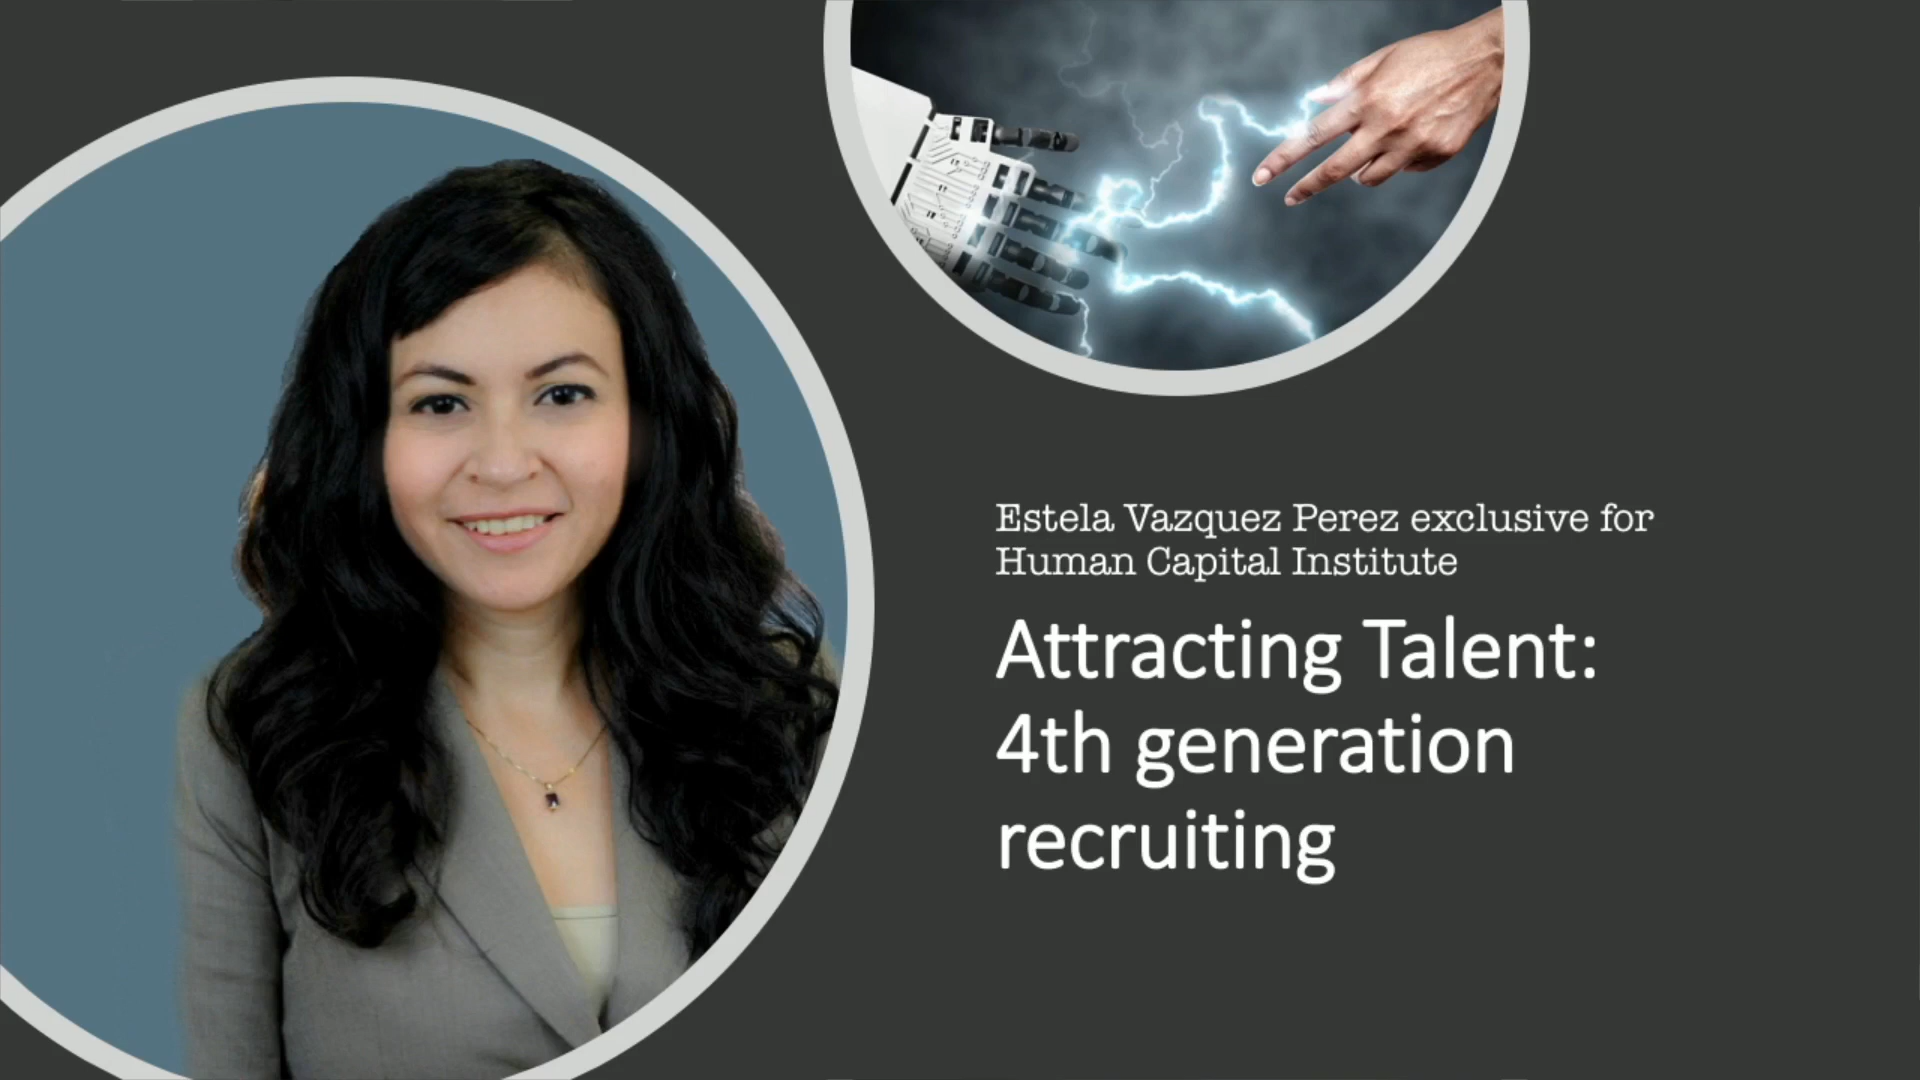 Estela Vazquez Perez exclusive for
Human Capital Institute
Attracting Talent:
4th generation
recruiting